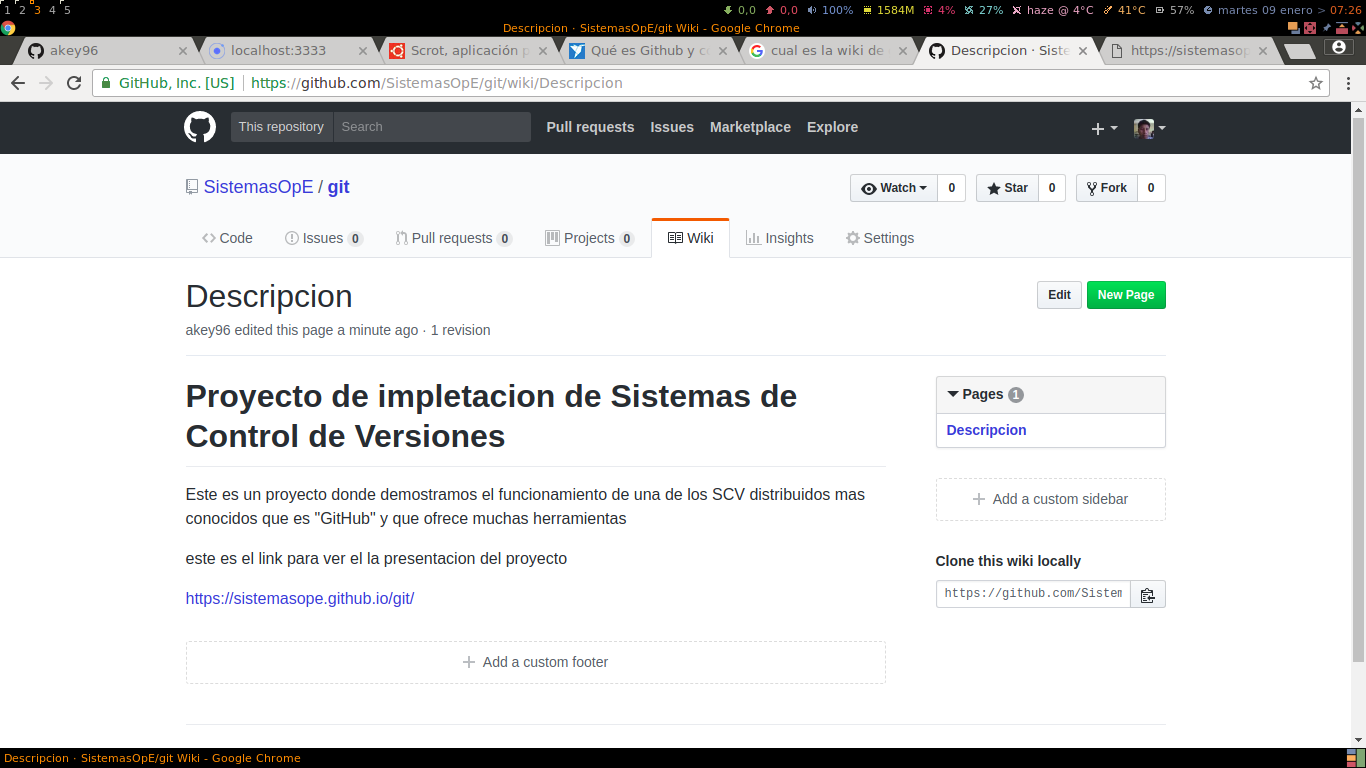 1 2 3 4 5 0,0 0,0 100% 1584M 4% 27% haze @ 4°C 41°C 57% martes 09 enero > 07:26
Descripcion · SistemasOpE/git Wiki - Google Chrome
akey96 localhost:3333 Scrot, aplicación p Qué es Github y c cual es la wiki de Descripcion · Siste https://sistemasop
GitHub, Inc. [US] https://github.com/SistemasOpE/git/wiki/Descripcion
This repository Search Pull requests Issues Marketplace Explore
SistemasOpE / git Watch 0 Star 0 Fork 0
Code Issues 0 Pull requests 0 Projects 0 Wiki Insights Settings
Descripcion Edit New Page
akey96 edited this page a minute ago · 1 revision
Proyecto de impletacion de Sistemas de
Control de Versiones
Este es un proyecto donde demostramos el funcionamiento de una de los SCV distribuidos mas
conocidos que es "GitHub" y que ofrece muchas herramientas
este es el link para ver el la presentacion del proyecto
https://sistemasope.github.io/git/
Add a custom footer
Pages 1
Descripcion
Add a custom sidebar
Clone this wiki locally
https://github.com/Sistem
Descripcion · SistemasOpE/git Wiki - Google Chrome